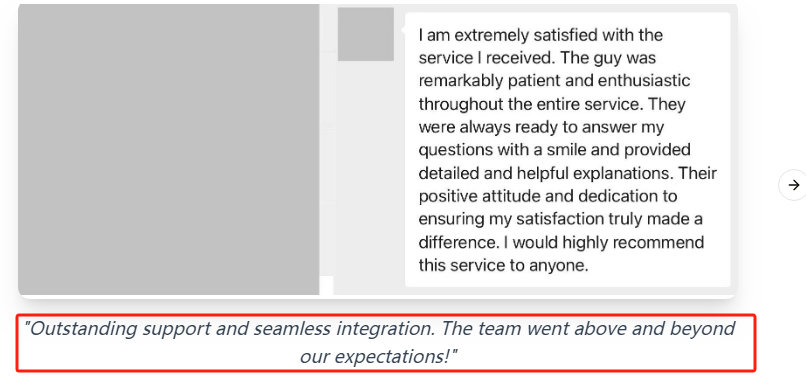 I am extremely satisfied with the
service I received. The guy was
remarkably patient and enthusiastic
throughout the entire service. They
were always ready to answer my
questions with a smile and provided
detailed and helpful explanations. Their
positive attitude and dedication to
ensuring my satisfaction truly made a
difference. I would highly recommend
this service to anyone.
"Outstanding support and seamless integration. The team went above and beyond
our expectations!"